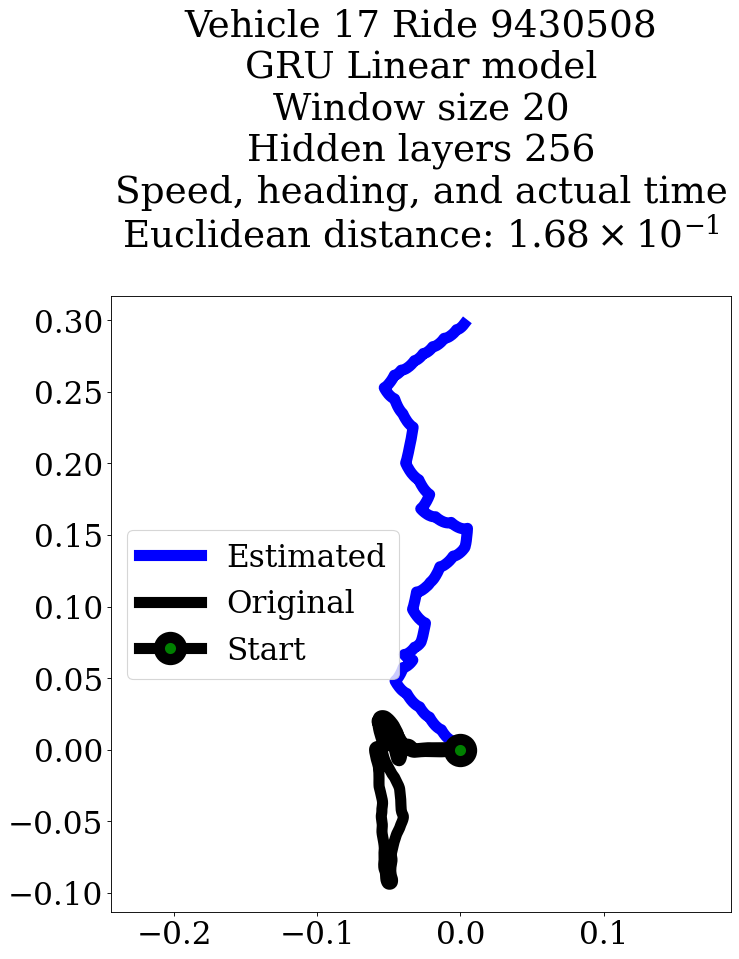 Vehicle 17 Ride 9430508
GRU Linear model
Window size 20
Hidden layers 256
Speed, heading, and actual time
Euclidean distance: 1.68 × 10⁻¹
0.30
0.25
0.20
0.15
0.10
0.05
0.00
−0.05
−0.10
Estimated
Original
Start
−0.2
−0.1
0.0
0.1